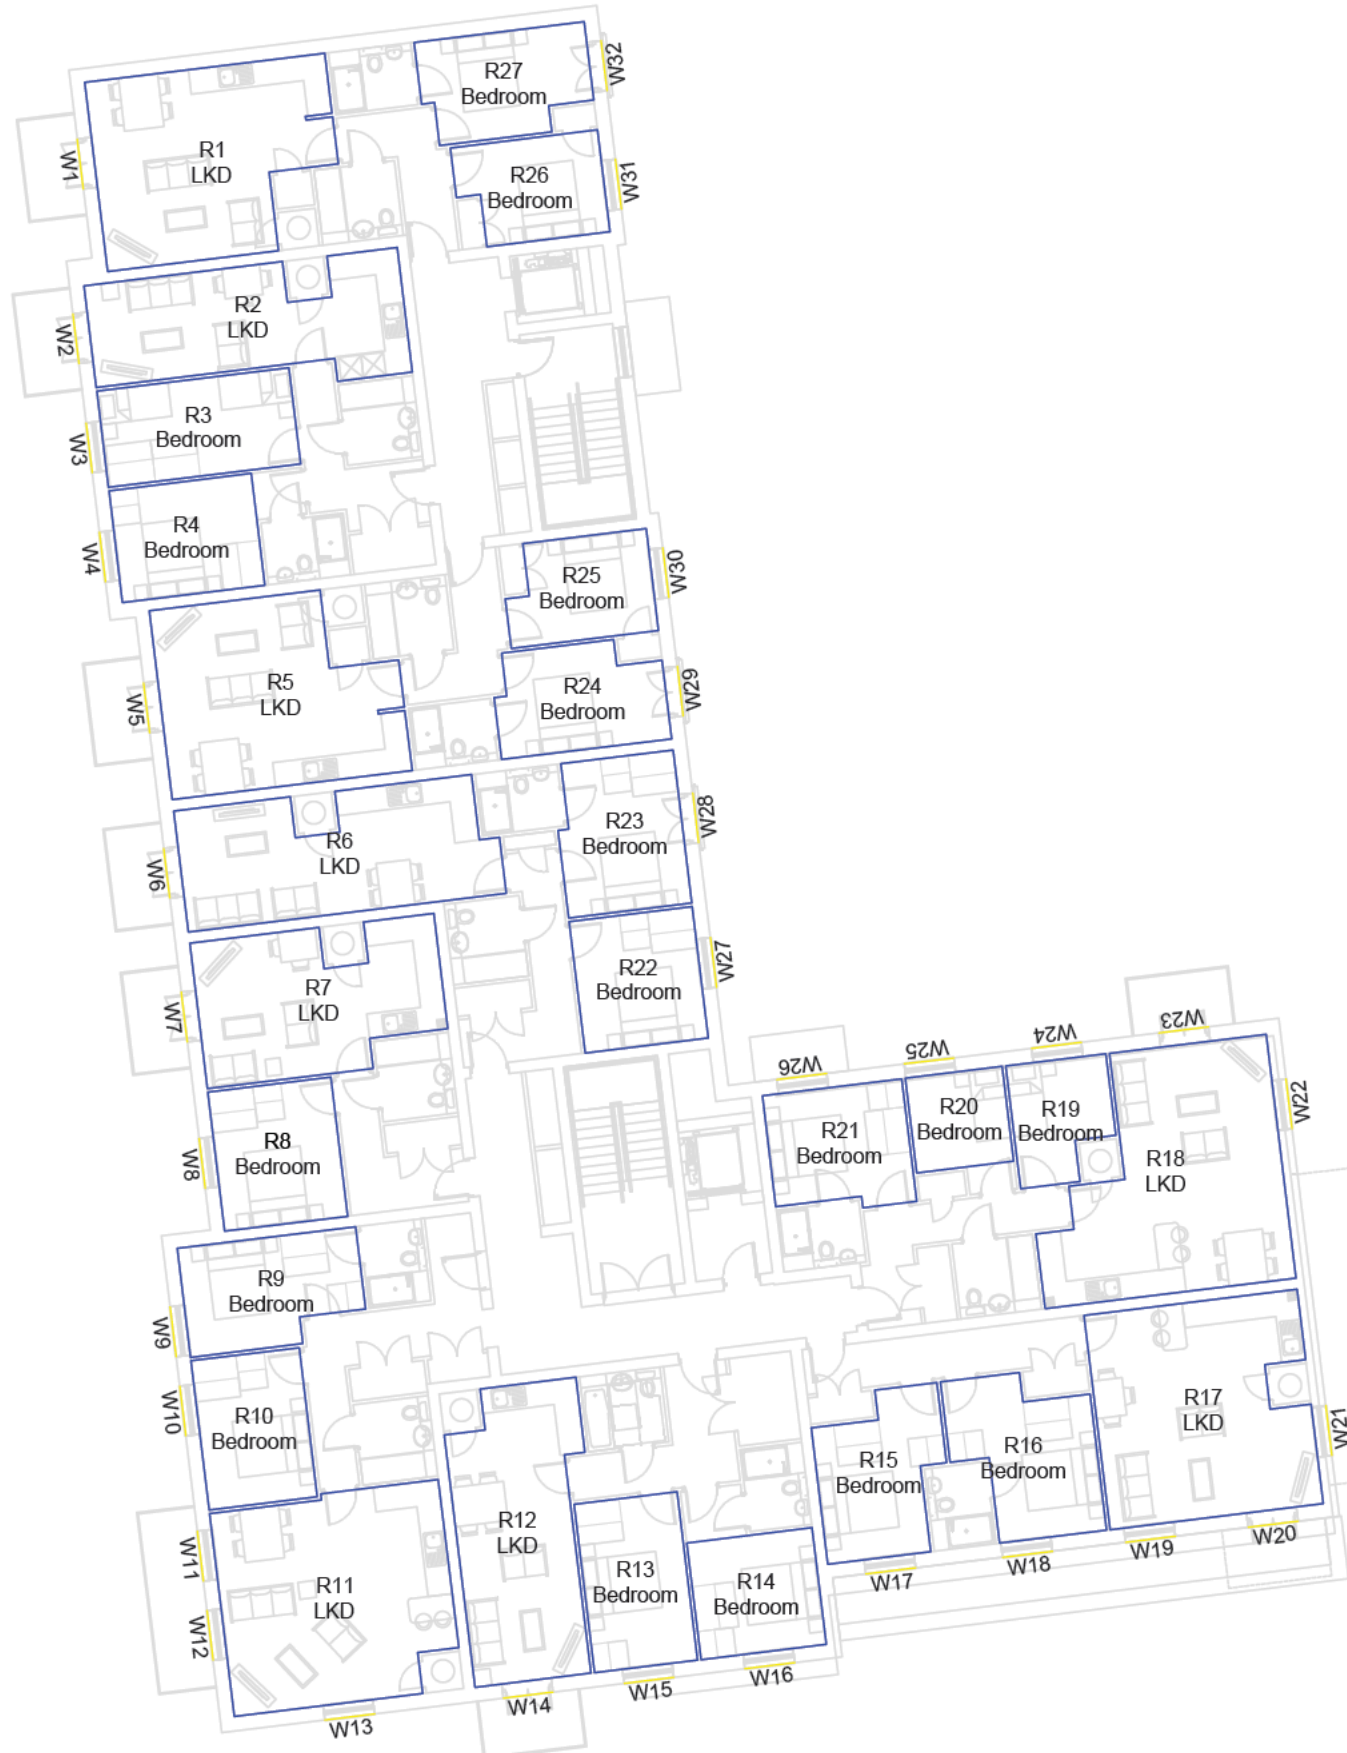 W32
R27
Bedroom
R1
LKD
W1
R26
Bedroom
W31
R2
LKD
W2
R3
Bedroom
W3
R4
Bedroom
W4
R25
Bedroom
W30
R5
LKD
W5
R24
Bedroom
W29
R6
LKD
W6
R23
Bedroom
W28
R7
LKD
W7
R22
Bedroom
W27
R8
Bedroom
W8
W26
W25
W24
W23
R21
Bedroom
R20
Bedroom
R19
Bedroom
R18
LKD
W22
R9
Bedroom
W9
R10
Bedroom
W10
R17
LKD
W21
R15
Bedroom
R16
Bedroom
R12
LKD
R11
LKD
W11
W12
R13
Bedroom
R14
Bedroom
W20
W19
W18
W17
W16
W15
W14
W13